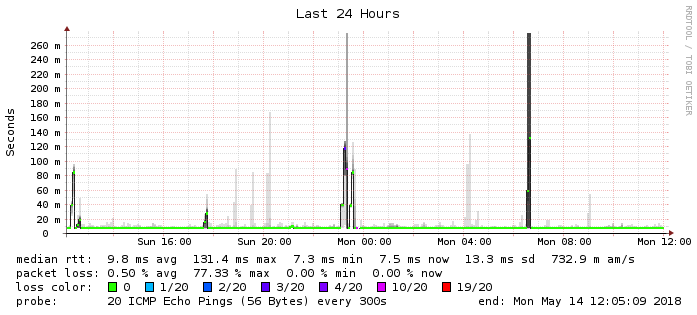 Last 24 Hours
RRDTOOL / TOBI OETIKER
Seconds
260 m
240 m
220 m
200 m
180 m
160 m
140 m
120 m
100 m
80 m
60 m
40 m
20 m
0
Sun 16:00 Sun 20:00 Mon 00:00 Mon 04:00 Mon 08:00 Mon 12:00
median rtt: 9.8 ms avg 131.4 ms max 7.3 ms min 7.5 ms now 13.3 ms sd 732.9 m am/s
packet loss: 0.50 % avg 77.33 % max 0.00 % min 0.00 % now
loss color: 0 1/20 2/20 3/20 4/20 10/20 19/20
probe: 20 ICMP Echo Pings (56 Bytes) every 300s end: Mon May 14 12:05:09 2018